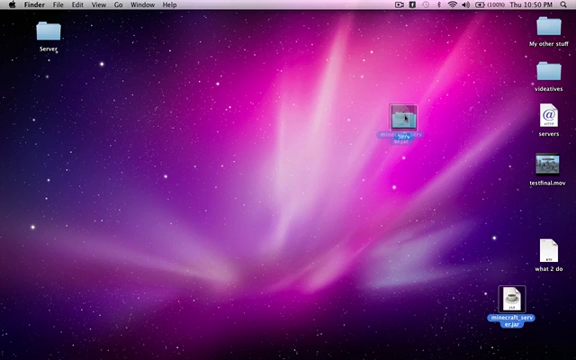 Finder File Edit View Go Window Help (100%) Thu 10:50 PM
Server
My other stuff
videatives
servers
testfinal.mov
what 2 do
minecraft_serv
er.jar